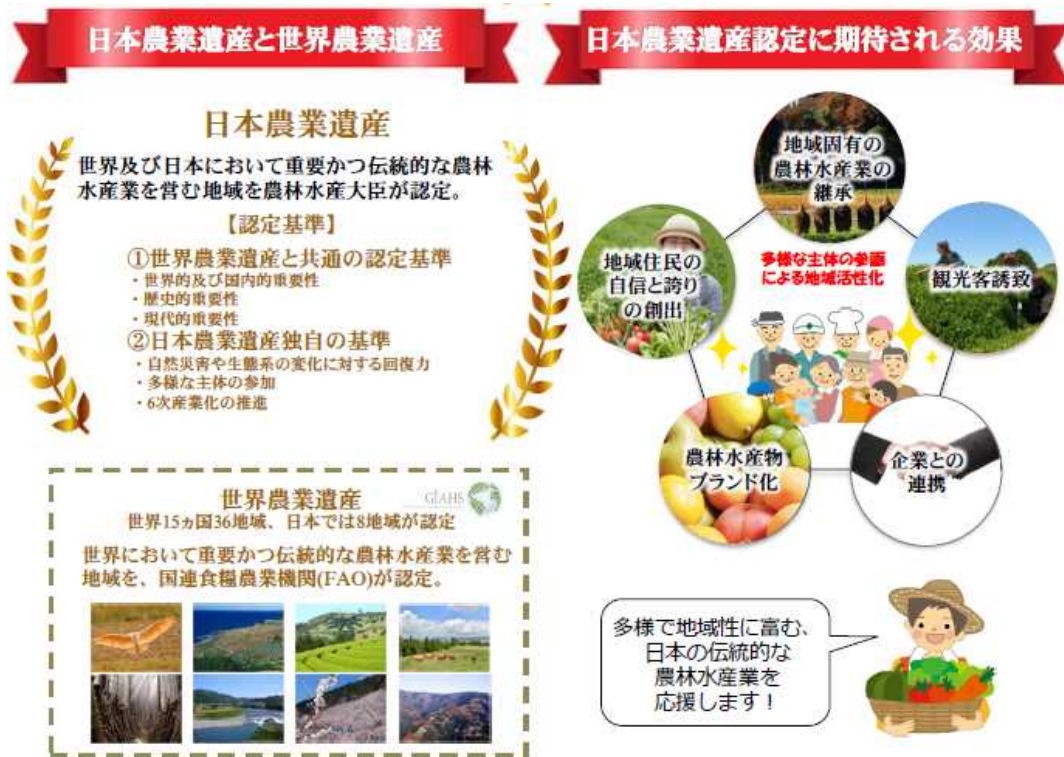 日本農業遺産と世界農業遺産
日本農業遺産
世界及び日本において重要かつ伝統的な農林
水産業を営む地域を農林水産大臣が認定。
【認定基準】
①世界農業遺産と共通の認定基準
・世界的及び国内的重要性
・歴史的重要性
・現代的重要性
②日本農業遺産独自の基準
・自然災害や生態系の変化に対する回復力
・多様な主体の参加
・6次産業化の推進
世界農業遺産
GIAHS
世界15ヵ国36地域、日本では8地域が認定
世界において重要かつ伝統的な農林水産業を営む
地域を、国連食糧農業機関(FAO)が認定。
日本農業遺産認定に期待される効果
地域固有の
農林水産業の
継承
地域住民の
自信と誇り
の創出
多様な主体の参画
による地域活性化
観光客誘致
農林水産物
ブランド化
企業との
連携
多様で地域性に富む、
日本の伝統的な
農林水産業を
応援します！